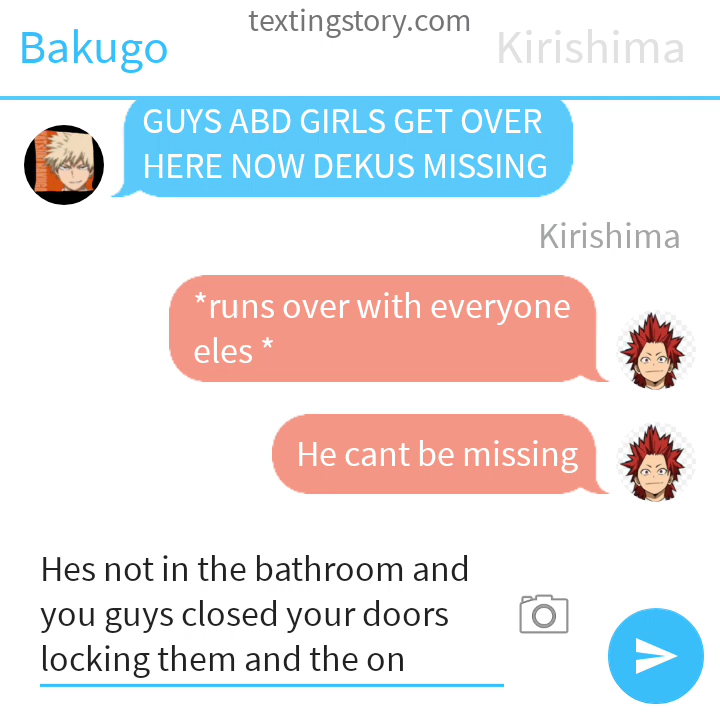 textingstory.com
Bakugo
Kirishima
GUYS ABD GIRLS GET OVER
HERE NOW DEKUS MISSING
Kirishima
*runs over with everyone
eles *
He cant be missing
Hes not in the bathroom and
you guys closed your doors
locking them and the on